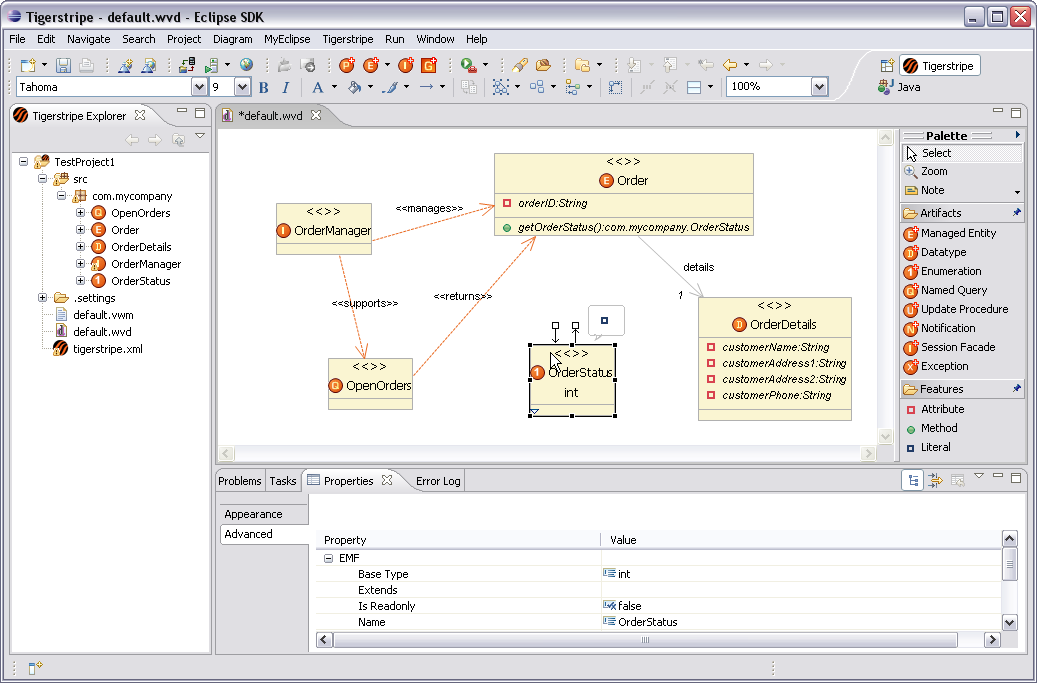 Tigerstripe - default.wvd - Eclipse SDK
File Edit Navigate Search Project Diagram MyEclipse Tigerstripe Run Window Help
Tigerstripe
Tahoma 9 B I A 100% Java
Tigerstripe Explorer
TestProject1
src
com.mycompany
OpenOrders
Order
OrderDetails
OrderManager
OrderStatus
.settings
default.vwm
default.wvd
tigerstripe.xml
*default.wvd
<<>>
Order
orderID:String
getOrderStatus():com.mycompany.OrderStatus
<<>>
OrderManager
<<manages>>
<<supports>>
<<returns>>
details
1
<<>>
OpenOrders
<<>>
OrderStatus
int
<<>>
OrderDetails
customerName:String
customerAddress1:String
customerAddress2:String
customerPhone:String
Palette
Select
Zoom
Note
Artifacts
Managed Entity
Datatype
Enumeration
Named Query
Update Procedure
Notification
Session Facade
Exception
Features
Attribute
Method
Literal
Problems Tasks Properties Error Log
Appearance
Advanced
Property Value
EMF
Base Type int
Extends
Is Readonly false
Name OrderStatus